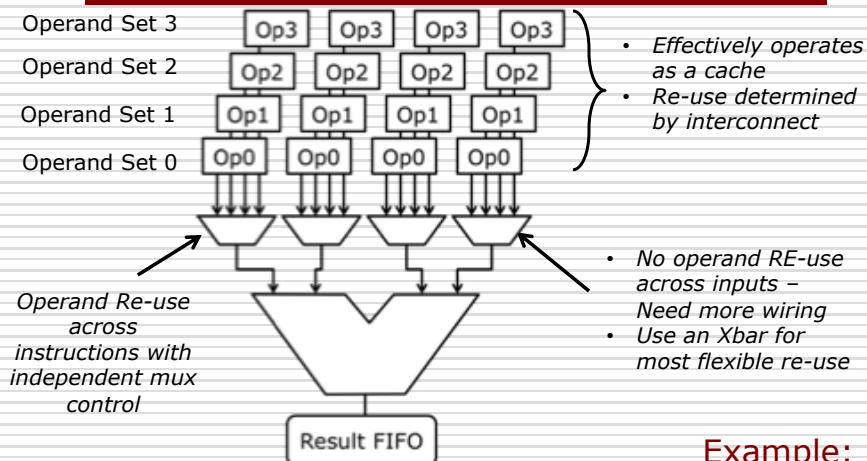 Operand Set 3
Op3 Op3 Op3 Op3
Operand Set 2
Op2 Op2 Op2 Op2
Operand Set 1
Op1 Op1 Op1 Op1
Operand Set 0
Op0 Op0 Op0 Op0
• Effectively operates
as a cache
• Re-use determined
by interconnect
Operand Re-use
across
instructions with
independent mux
control
• No operand RE-use
across inputs –
Need more wiring
• Use an Xbar for
most flexible re-use
Result FIFO
Example: